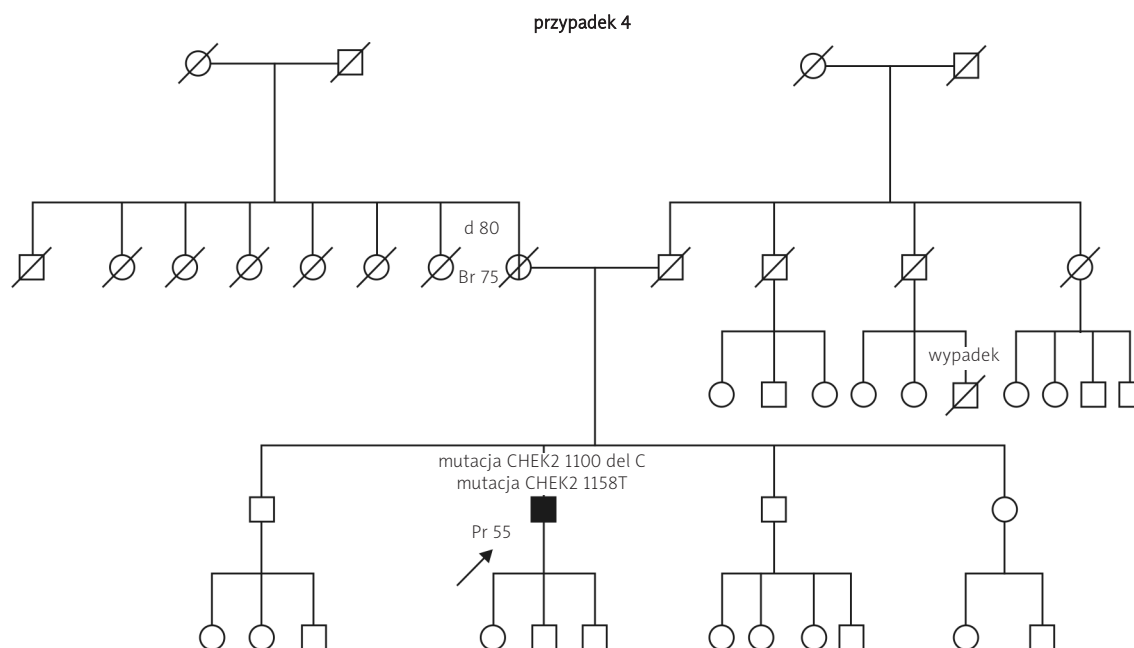 przypadek 4
d 80
Br 75
wypadek
mutacja CHEK2 1100 del C
mutacja CHEK2 1158T
Pr 55